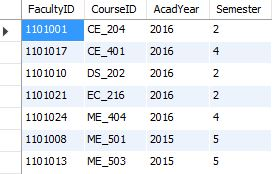 FacultyID CourseID AcadYear Semester
1101001 CE_204 2016 2
1101017 CE_401 2016 4
1101010 DS_202 2016 2
1101021 EC_216 2016 2
1101024 ME_404 2016 4
1101008 ME_501 2015 5
1101013 ME_503 2015 5